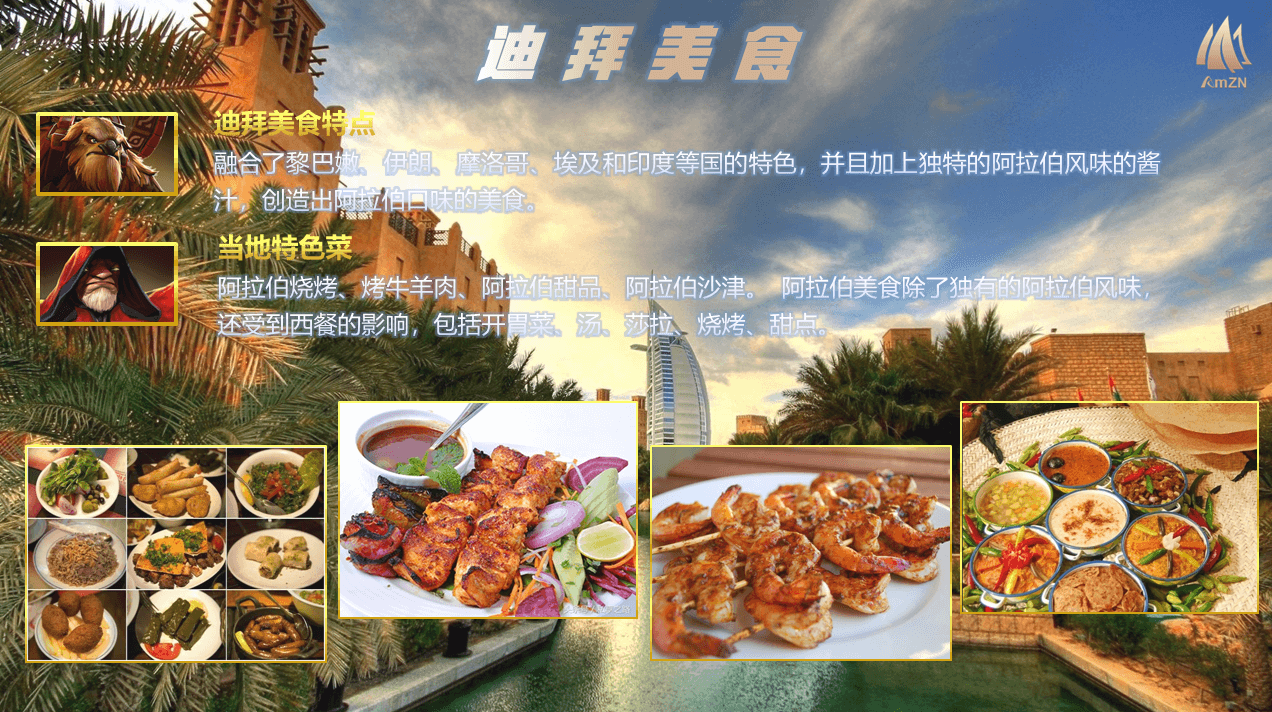 迪拜美食
AmZN
迪拜美食特点
融合了黎巴嫩、伊朗、摩洛哥、埃及和印度等国的特色，并且加上独特的阿拉伯风味的酱
汁，创造出阿拉伯口味的美食。
当地特色菜
阿拉伯烧烤、烤牛羊肉、阿拉伯甜品、阿拉伯沙津。 阿拉伯美食除了独有的阿拉伯风味，
还受到西餐的影响，包括开胃菜、汤、莎拉、烧烤、甜点。